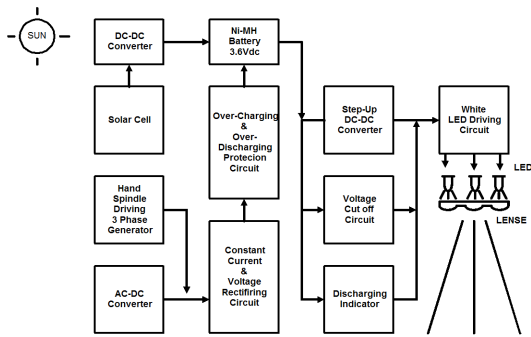 SUN
DC-DC
Converter
Ni-MH
Battery
3.6Vdc
Solar Cell
Over-Charging
&
Over-
Discharging
Protecion
Circuit
Step-Up
DC-DC
Converter
White
LED Driving
Circuit
LED
Hand
Spindle
Driving
3 Phase
Generator
Voltage
Cut off
Circuit
LENSE
Constant
Current
&
Voltage
Rectifiring
Circuit
AC-DC
Converter
Discharging
Indicator